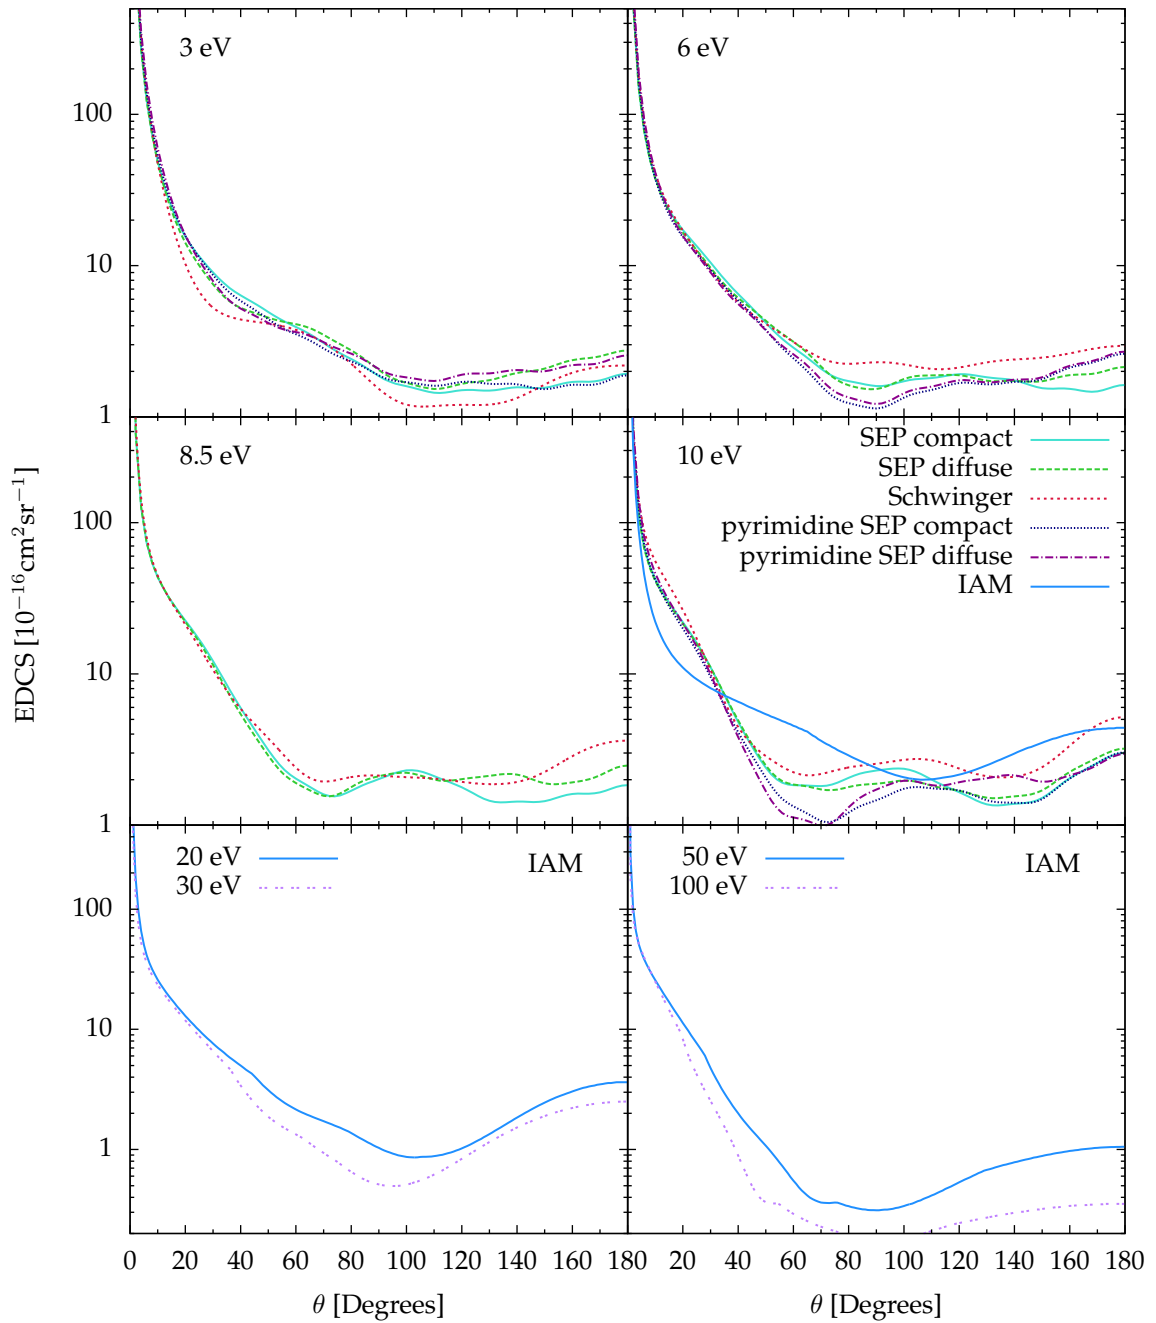 3 eV
6 eV
100
10
1
8.5 eV
10 eV
SEP compact
SEP diffuse
Schwinger
pyrimidine SEP compact
pyrimidine SEP diffuse
IAM
EDCS [10⁻¹⁶cm²sr⁻¹]
100
10
1
20 eV
30 eV
IAM
50 eV
100 eV
IAM
100
10
1
0 20 40 60 80 100 120 140 160 180
20 40 60 80 100 120 140 160 180
θ [Degrees]
θ [Degrees]